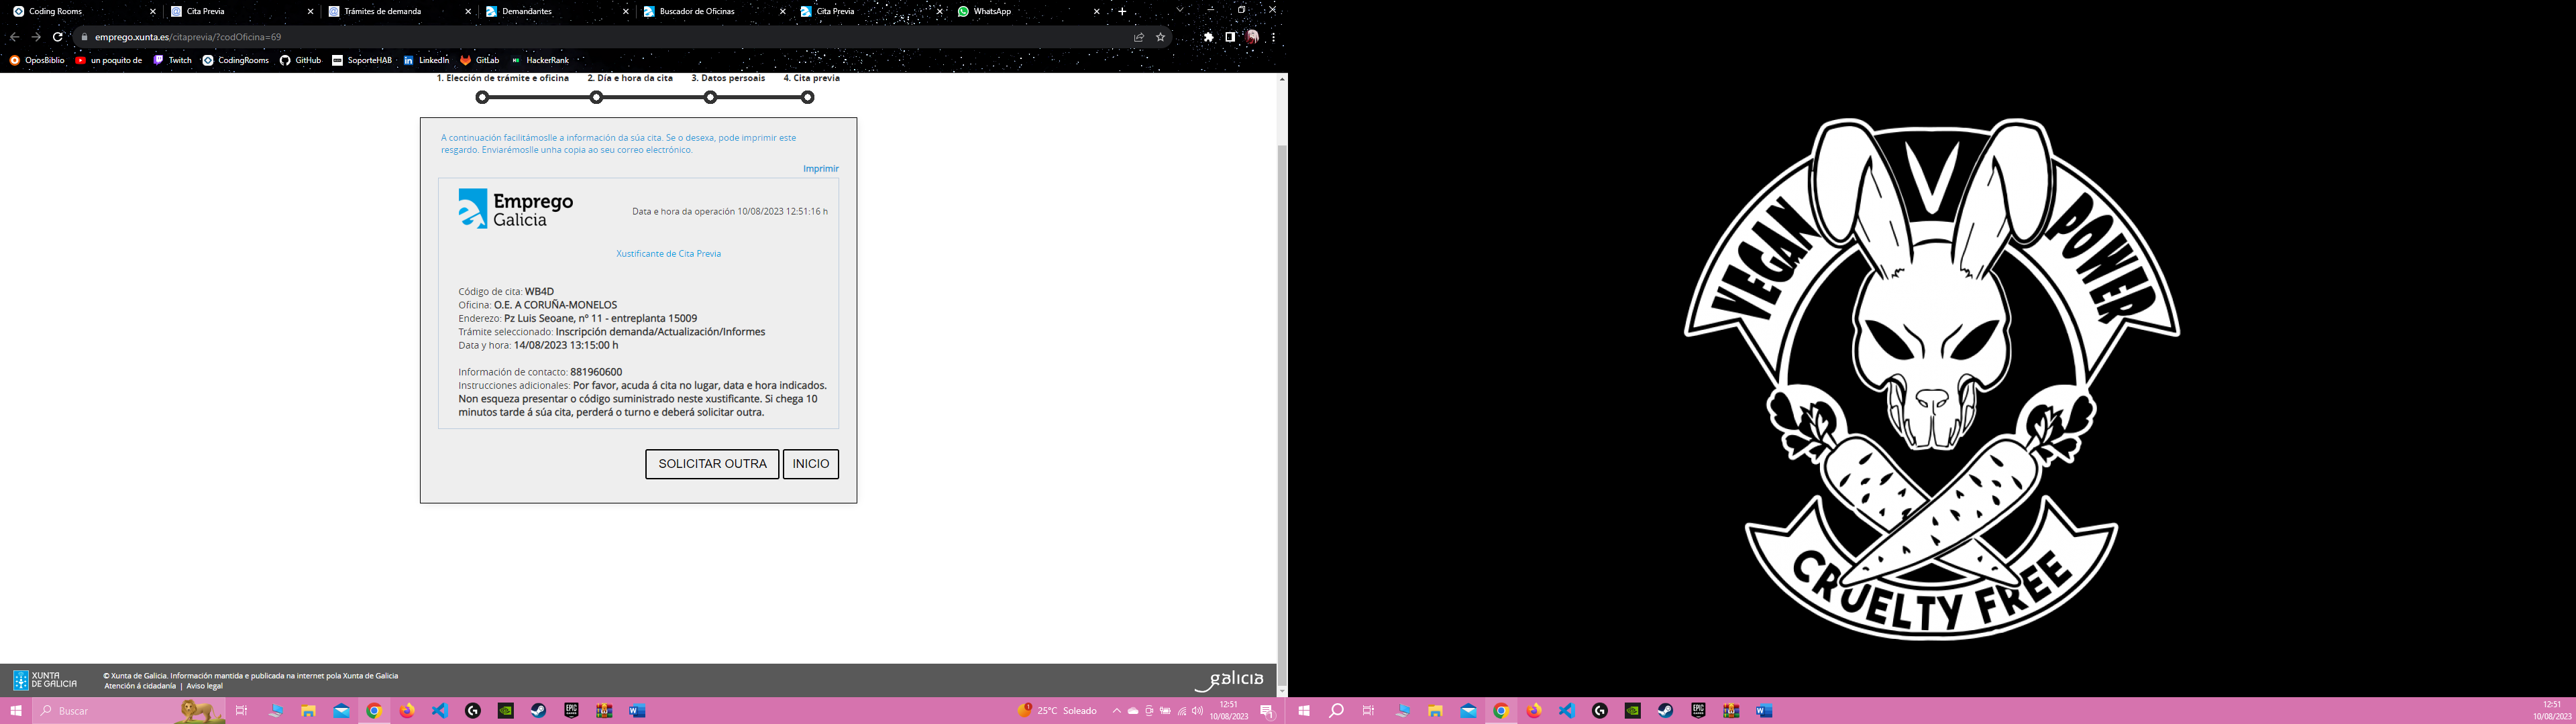 Coding Rooms
Cita Previa
Trámites de demanda
Demandantes
Buscador de Oficinas
Cita Previa
WhatsApp
emprego.xunta.es/citaprevia/?codOficina=69
OposBiblio
un poquito de
Twitch
CodingRooms
GitHub
SoporteHAB
LinkedIn
GitLab
HackerRank
1. Elección de trámite e oficina
2. Día e hora da cita
3. Datos persoais
4. Cita previa
A continuación facilitámoslle a información da súa cita. Se o desexa, pode imprimir este
resgardo. Enviarémoslle unha copia ao seu correo electrónico.
Imprimir
Emprego
Galicia
Data e hora da operación 10/08/2023 12:51:16 h
Xustificante de Cita Previa
Código de cita: WB4D
Oficina: O.E. A CORUÑA-MONELOS
Enderezo: Pz Luis Seoane, nº 11 - entreplanta 15009
Trámite seleccionado: Inscripción demanda/Actualización/Informes
Data y hora: 14/08/2023 13:15:00 h
Información de contacto: 881960600
Instrucciones adicionales: Por favor, acuda á cita no lugar, data e hora indicados.
Non esqueza presentar o código suministrado neste xustificante. Si chega 10
minutos tarde á súa cita, perderá o turno e deberá solicitar outra.
SOLICITAR OUTRA
INICIO
XUNTA
DE GALICIA
© Xunta de Galicia. Información mantida e publicada na internet pola Xunta de Galicia
Atención á cidadanía | Aviso legal
galicia
Buscar
25°C Soleado
12:51
10/08/2023
VEGAN
V
POWER
CRUELTY FREE
12:51
10/08/2023